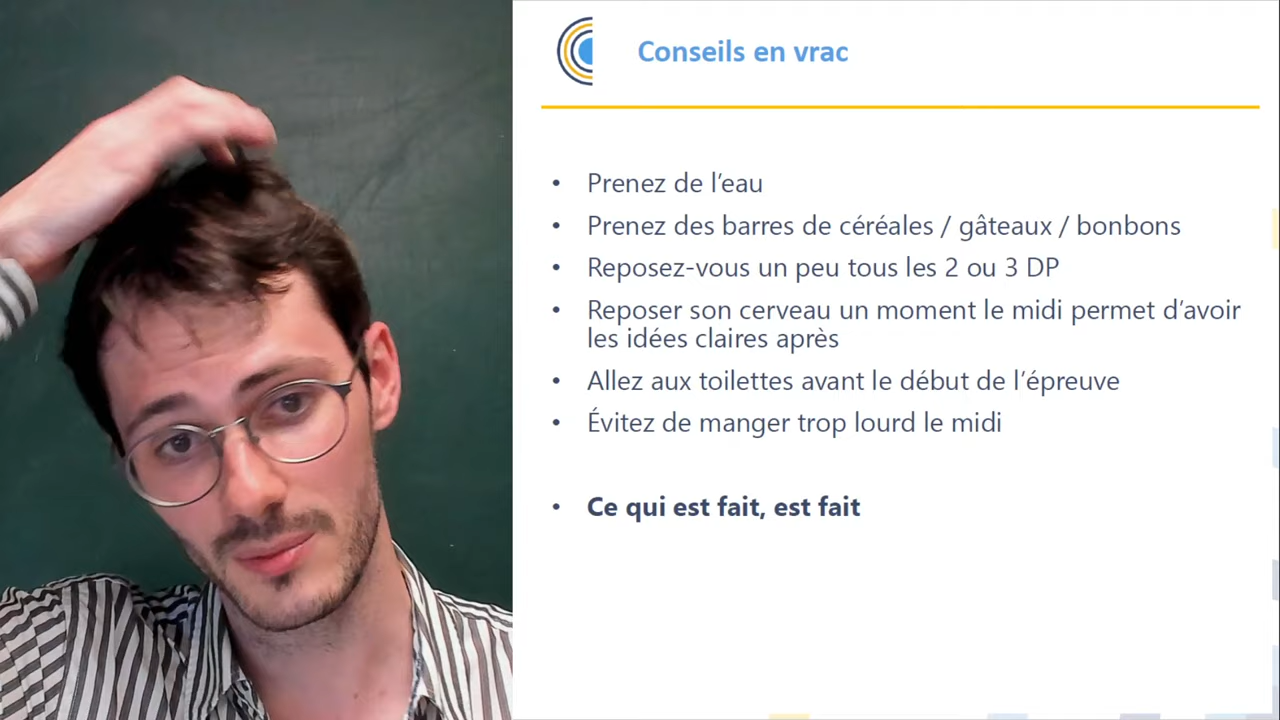 Conseils en vrac
• Prenez de l’eau
• Prenez des barres de céréales / gâteaux / bonbons
• Reposez-vous un peu tous les 2 ou 3 DP
• Reposer son cerveau un moment le midi permet d’avoir
les idées claires après
• Allez aux toilettes avant le début de l’épreuve
• Évitez de manger trop lourd le midi
• Ce qui est fait, est fait